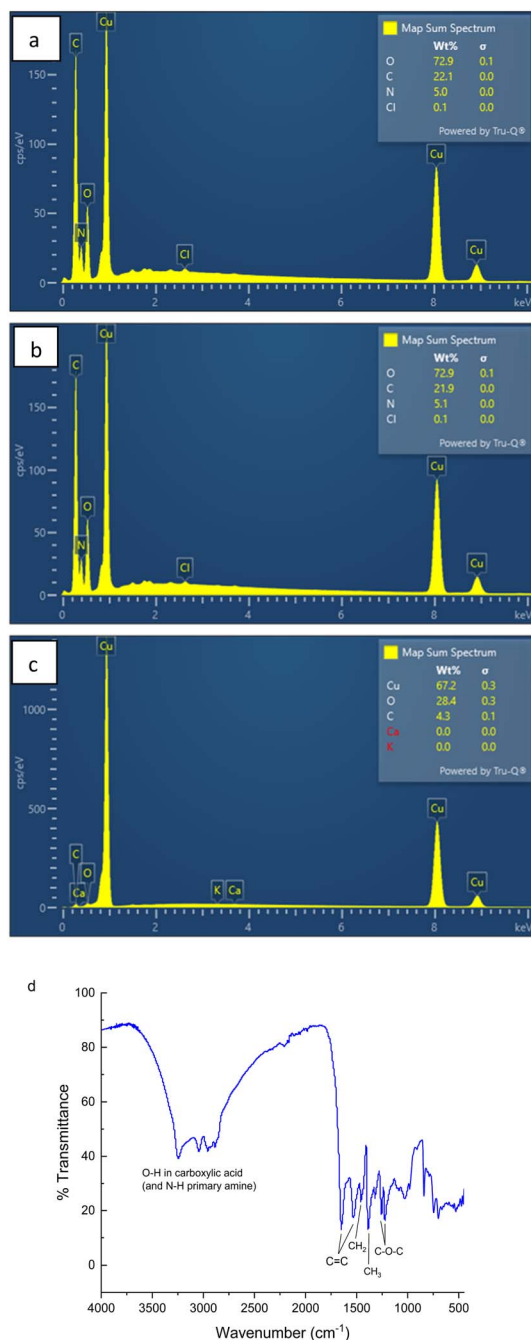 a
Cu
C
O
N
Cl
Cu
Cu
Map Sum Spectrum
Wt% σ
O 72.9 0.1
C 22.1 0.0
N 5.0 0.0
Cl 0.1 0.0
Powered by Tru-Q®
cps/eV
150
100
50
0
0 2 4 6 8 keV
b
Cu
C
O
N
Cl
Cu
Cu
Map Sum Spectrum
Wt% σ
O 72.9 0.1
C 21.9 0.0
N 5.1 0.0
Cl 0.1 0.0
Powered by Tru-Q®
cps/eV
150
100
50
0
0 2 4 6 8 keV
c
Cu
C
O
Ca
K Ca
Cu
Cu
Map Sum Spectrum
Wt% σ
Cu 67.2 0.3
O 28.4 0.3
C 4.3 0.1
Ca 0.0 0.0
K 0.0 0.0
Powered by Tru-Q®
cps/eV
1000
500
0
0 2 4 6 8 keV
d
% Transmittance
100
80
60
40
20
0
O-H in carboxylic acid
(and N-H primary amine)
C=C
CH2
CH3
C-O-C
4000 3500 3000 2500 2000 1500 1000 500
Wavenumber (cm-1)